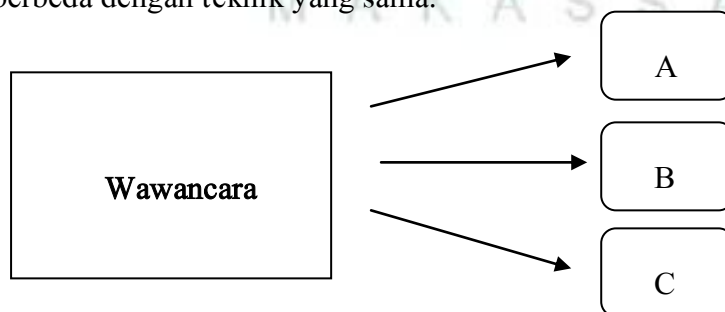 berbeda dengan teknik yang sama.
M A K A S S A
A
Wawancara
B
C